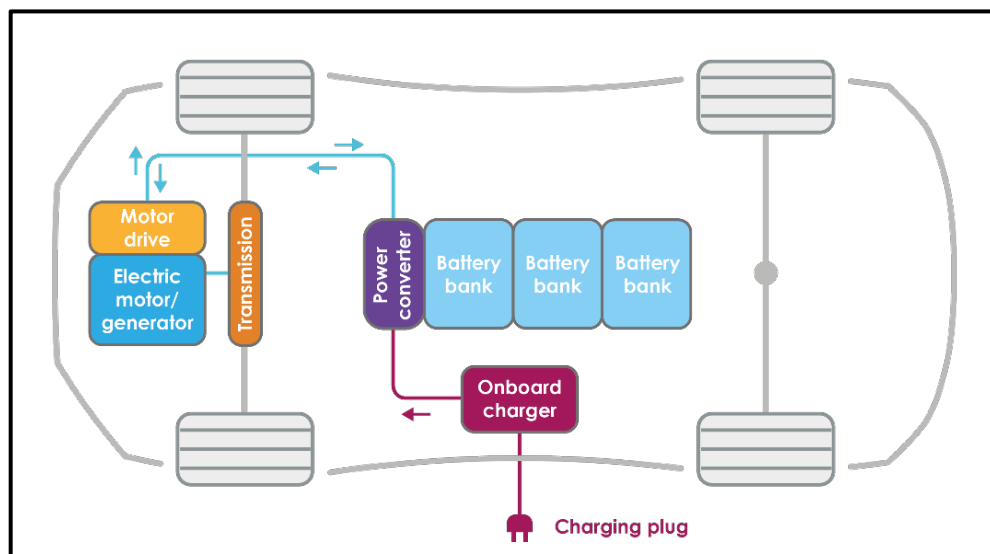 Motor
drive
Electric
motor/
generator
Transmission
Power
converter
Battery
bank
Battery
bank
Battery
bank
Onboard
charger
Charging plug